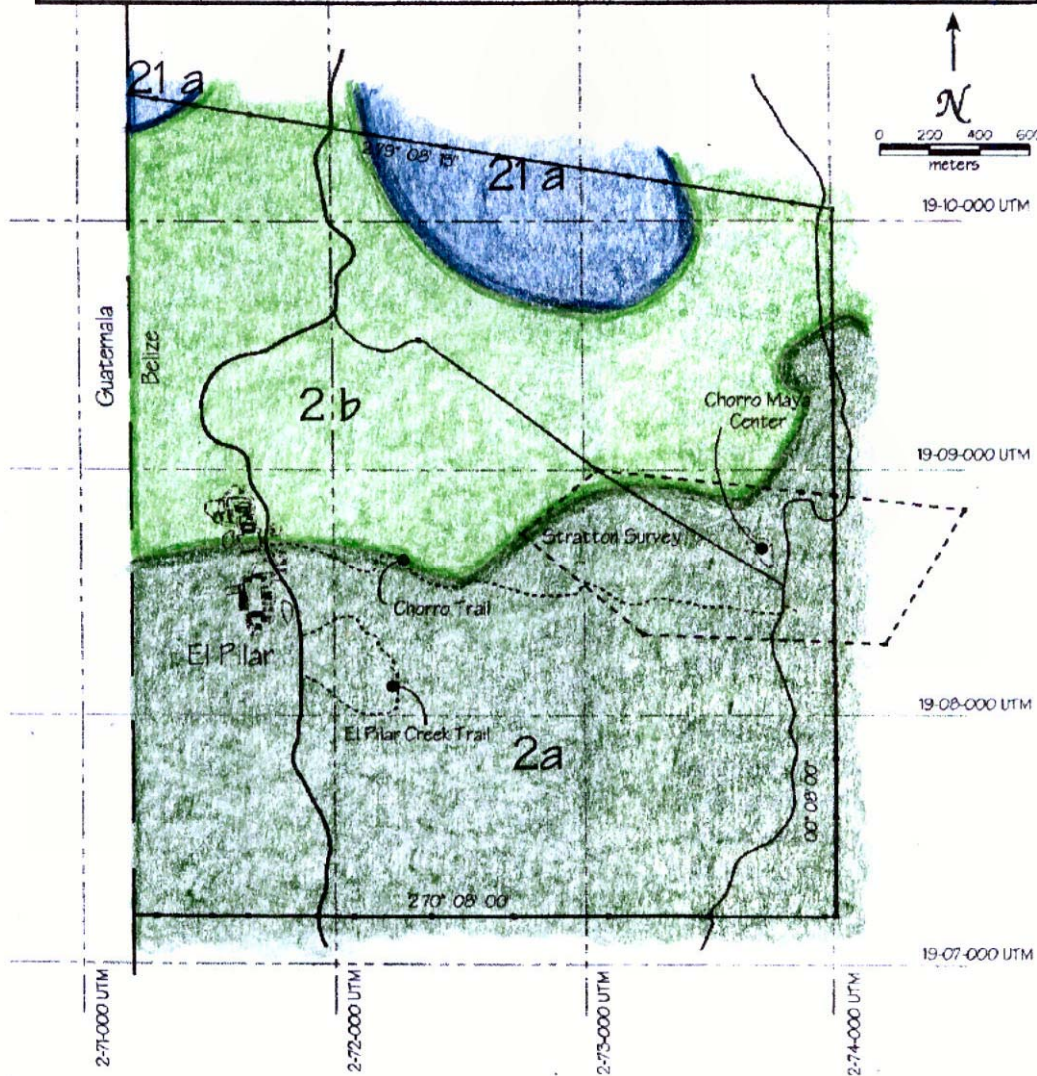 21 a
N
0 200 400 600
meters
279° 08' 15"
21 a
19-10-000 UTM
Guatemala
Belize
2 b
Chorro Maya
Center
19-09-000 UTM
Stratton Survey
Chorro Trail
El Pilar
19-08-000 UTM
El Pilar Creek Trail
2a
00° 08' 00"
270° 08' 00"
19-07-000 UTM
2-71-000 UTM
2-72-000 UTM
2-73-000 UTM
2-74-000 UTM